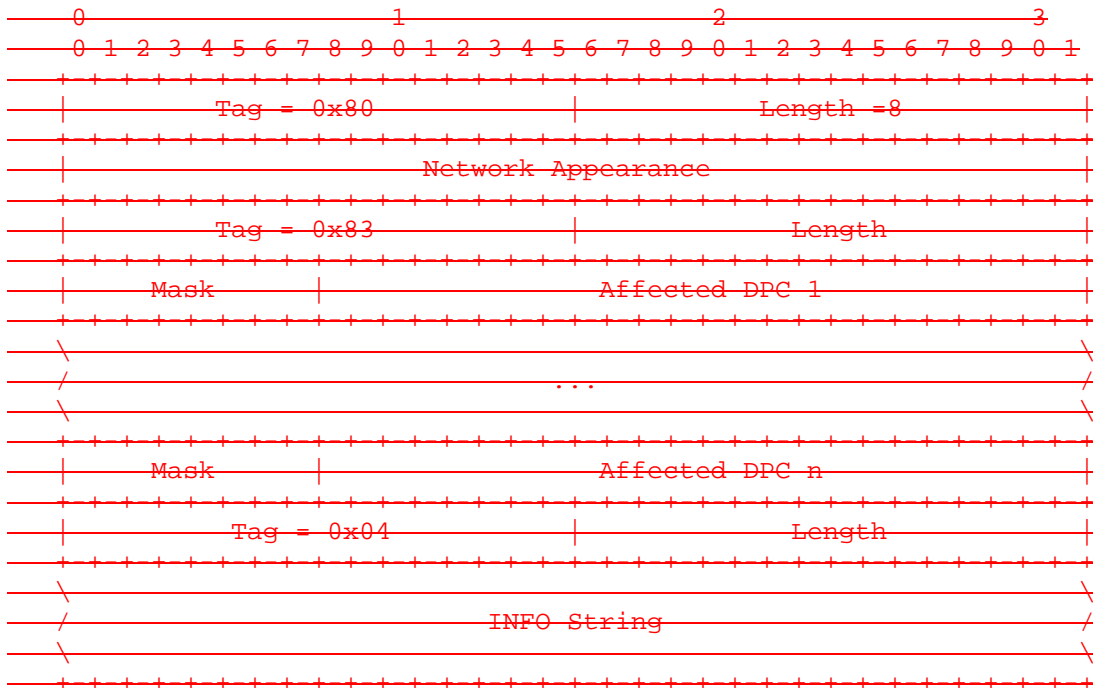 0                   1                   2                   3
0 1 2 3 4 5 6 7 8 9 0 1 2 3 4 5 6 7 8 9 0 1 2 3 4 5 6 7 8 9 0 1
+-+-+-+-+-+-+-+-+-+-+-+-+-+-+-+-+-+-+-+-+-+-+-+-+-+-+-+-+-+-+-+-+
|         Tag = 0x80            |           Length =8           |
+-+-+-+-+-+-+-+-+-+-+-+-+-+-+-+-+-+-+-+-+-+-+-+-+-+-+-+-+-+-+-+-+
|                      Network Appearance                       |
+-+-+-+-+-+-+-+-+-+-+-+-+-+-+-+-+-+-+-+-+-+-+-+-+-+-+-+-+-+-+-+-+
|         Tag = 0x83            |             Length            |
+-+-+-+-+-+-+-+-+-+-+-+-+-+-+-+-+-+-+-+-+-+-+-+-+-+-+-+-+-+-+-+-+
|     Mask      |                 Affected DPC 1                |
+-+-+-+-+-+-+-+-+-+-+-+-+-+-+-+-+-+-+-+-+-+-+-+-+-+-+-+-+-+-+-+-+
\                                                               \
/                              ...                              /
\                                                               \
+-+-+-+-+-+-+-+-+-+-+-+-+-+-+-+-+-+-+-+-+-+-+-+-+-+-+-+-+-+-+-+-+
|     Mask      |                 Affected DPC n                |
+-+-+-+-+-+-+-+-+-+-+-+-+-+-+-+-+-+-+-+-+-+-+-+-+-+-+-+-+-+-+-+-+
|          Tag = 0x04           |             Length            |
+-+-+-+-+-+-+-+-+-+-+-+-+-+-+-+-+-+-+-+-+-+-+-+-+-+-+-+-+-+-+-+-+
\                                                               \
/                          INFO String                          /
\                                                               \
+-+-+-+-+-+-+-+-+-+-+-+-+-+-+-+-+-+-+-+-+-+-+-+-+-+-+-+-+-+-+-+-+